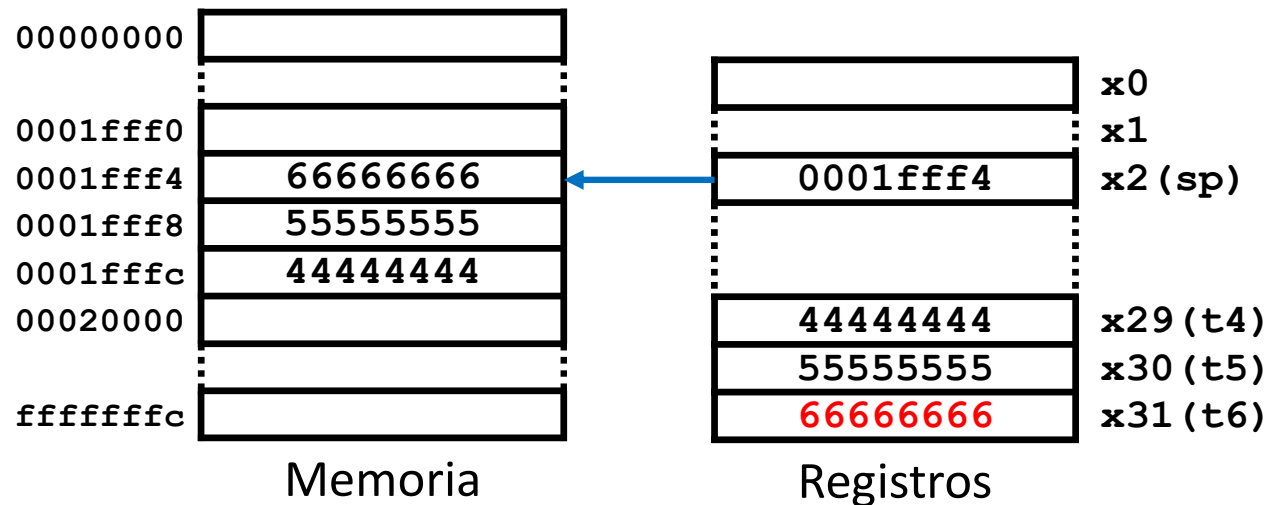 00000000
x0
0001fff0
x1
0001fff4 66666666 0001fff4 x2(sp)
0001fff8 55555555
0001fffc 44444444
00020000 44444444 x29(t4)
55555555 x30(t5)
fffffffc 66666666 x31(t6)
Memoria Registros